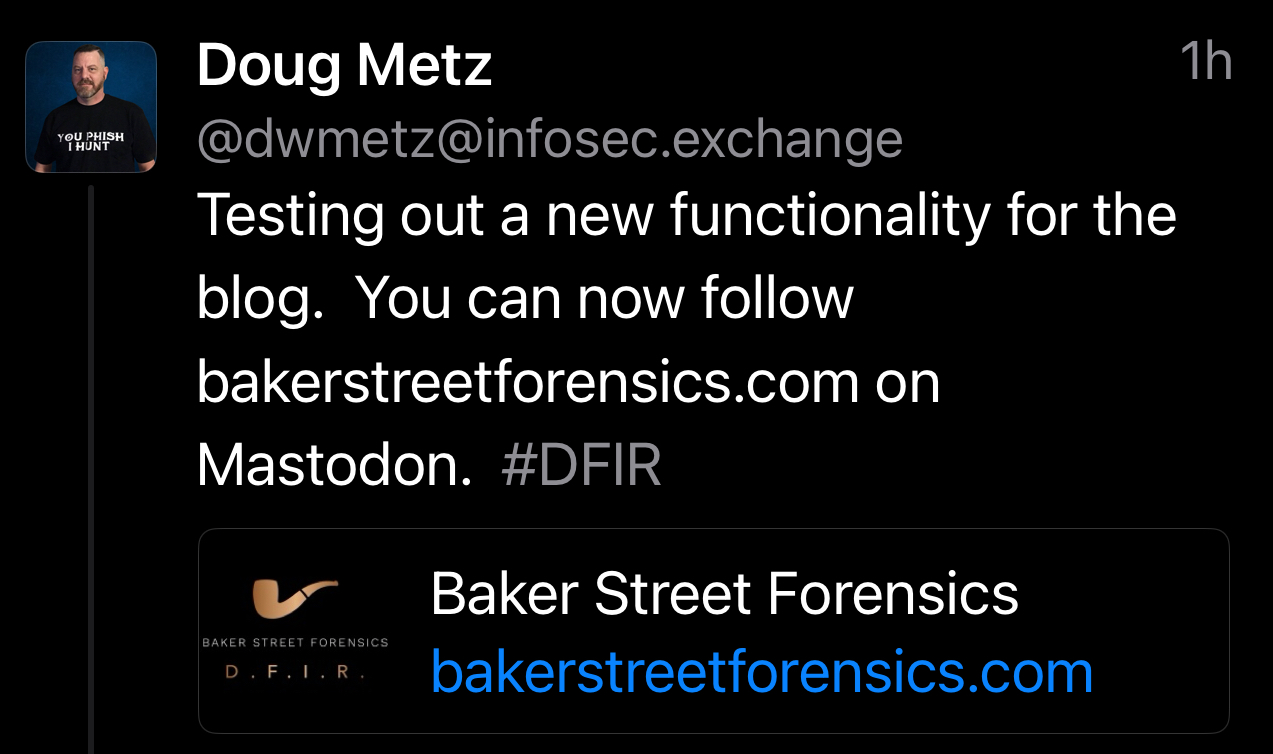 Doug Metz
1h
@dwmetz@infosec.exchange
YOU PHISH
I HUNT
Testing out a new functionality for the
blog.  You can now follow
bakerstreetforensics.com on
Mastodon.  #DFIR
Baker Street Forensics
bakerstreetforensics.com
BAKER STREET FORENSICS
D . F . I . R .